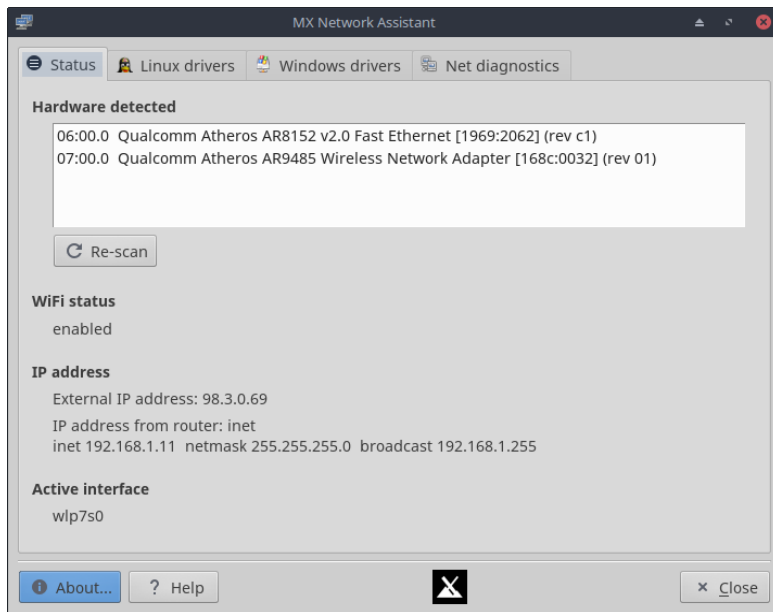 MX Network Assistant
Status
Linux drivers
Windows drivers
Net diagnostics
Hardware detected
06:00.0 Qualcomm Atheros AR8152 v2.0 Fast Ethernet [1969:2062] (rev c1)
07:00.0 Qualcomm Atheros AR9485 Wireless Network Adapter [168c:0032] (rev 01)
Re-scan
WiFi status
enabled
IP address
External IP address: 98.3.0.69
IP address from router: inet
inet 192.168.1.11 netmask 255.255.255.0 broadcast 192.168.1.255
Active interface
wlp7s0
About...
? Help
Close